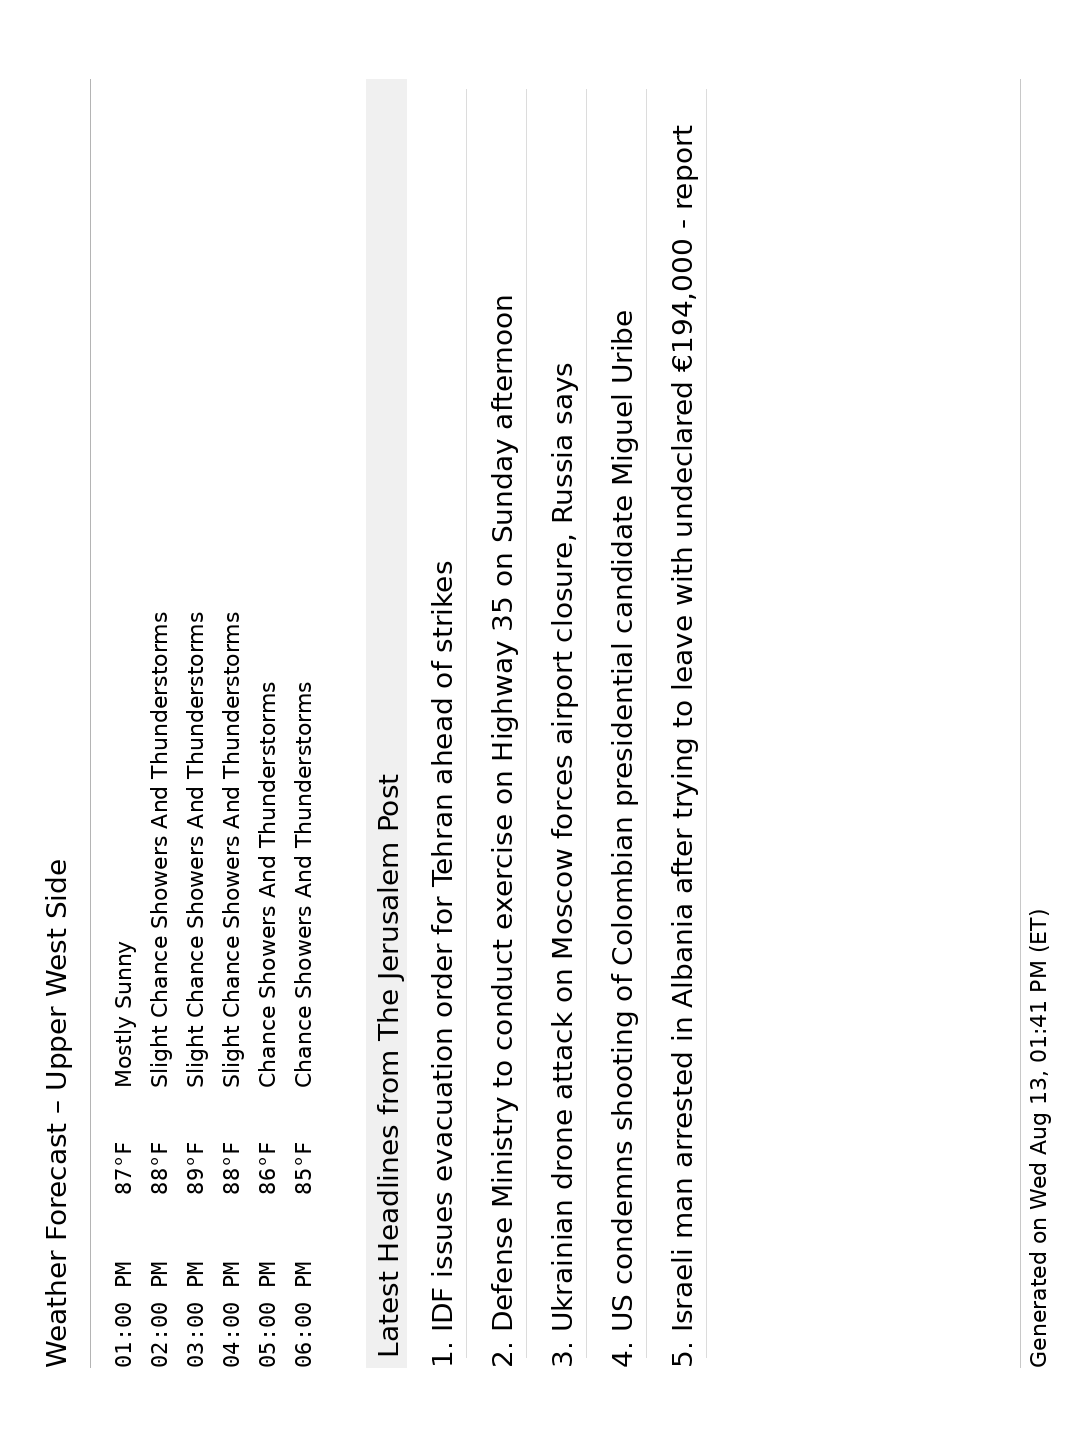 Weather Forecast – Upper West Side
01:00 PM 87°F Mostly Sunny
02:00 PM 88°F Slight Chance Showers And Thunderstorms
03:00 PM 89°F Slight Chance Showers And Thunderstorms
04:00 PM 88°F Slight Chance Showers And Thunderstorms
05:00 PM 86°F Chance Showers And Thunderstorms
06:00 PM 85°F Chance Showers And Thunderstorms
Latest Headlines from The Jerusalem Post
1. IDF issues evacuation order for Tehran ahead of strikes
2. Defense Ministry to conduct exercise on Highway 35 on Sunday afternoon
3. Ukrainian drone attack on Moscow forces airport closure, Russia says
4. US condemns shooting of Colombian presidential candidate Miguel Uribe
5. Israeli man arrested in Albania after trying to leave with undeclared €194,000 - report
Generated on Wed Aug 13, 01:41 PM (ET)